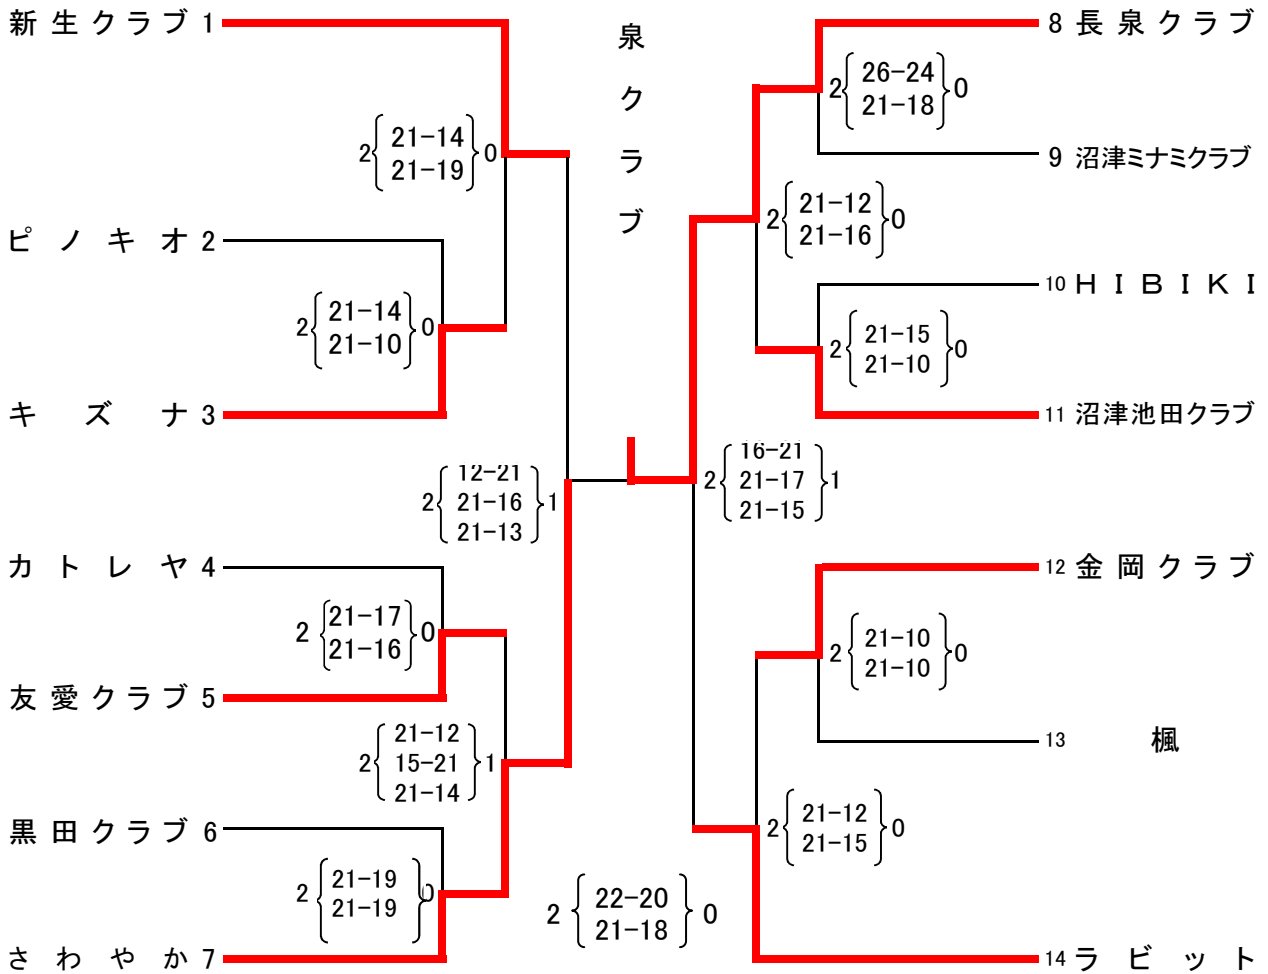 新生クラブ 1
2 21-14 0
21-19
ピノキオ 2
2 21-14 0
21-10
キズナ 3
12-21
2 21-16 1
21-13
カトレヤ 4
2 21-17 0
21-16
友愛クラブ 5
21-12
2 15-21 1
21-14
黒田クラブ 6
2 21-19 0
21-19
さわやか 7
泉クラブ
2 22-20 0
21-18
8 長泉クラブ
2 26-24 0
21-18
9 沼津ミナミクラブ
2 21-12 0
21-16
10 HIBIKI
2 21-15 0
21-10
11 沼津池田クラブ
16-21
2 21-17 1
21-15
12 金岡クラブ
2 21-10 0
21-10
13 楓
2 21-12 0
21-15
14 ラビット